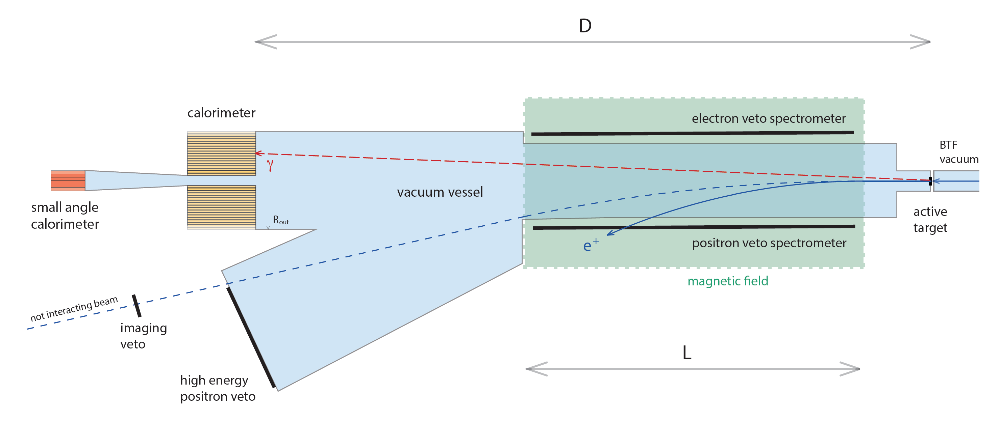 D
calorimeter
electron veto spectrometer
BTF
vacuum
γ
vacuum vessel
small angle
calorimeter
R_out
active
target
e⁺
positron veto spectrometer
magnetic field
not interacting beam
imaging
veto
L
high energy
positron veto